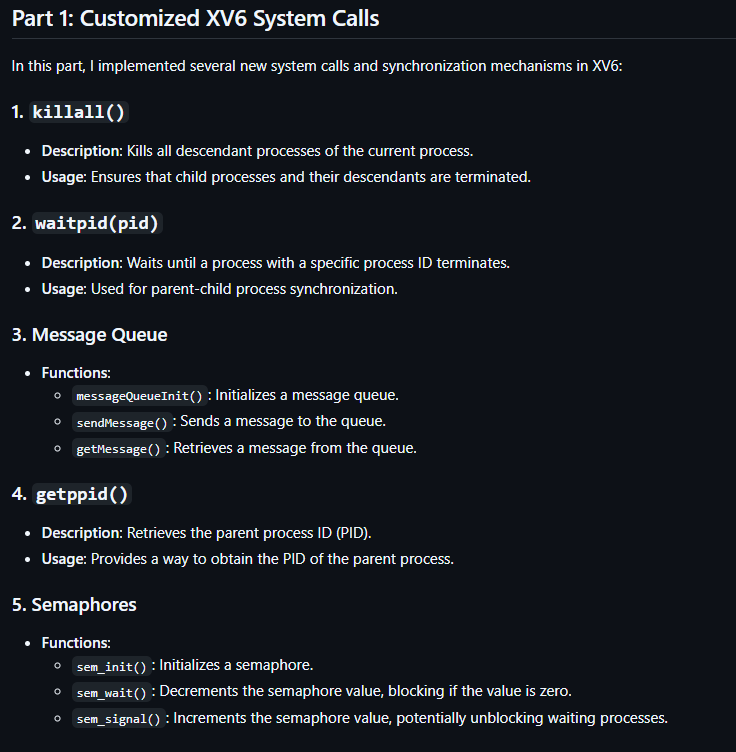 Part 1: Customized XV6 System Calls
In this part, I implemented several new system calls and synchronization mechanisms in XV6:
1. killall()
Description: Kills all descendant processes of the current process.
Usage: Ensures that child processes and their descendants are terminated.
2. waitpid(pid)
Description: Waits until a process with a specific process ID terminates.
Usage: Used for parent-child process synchronization.
3. Message Queue
Functions:
messageQueueInit(): Initializes a message queue.
sendMessage(): Sends a message to the queue.
getMessage(): Retrieves a message from the queue.
4. getppid()
Description: Retrieves the parent process ID (PID).
Usage: Provides a way to obtain the PID of the parent process.
5. Semaphores
Functions:
sem_init(): Initializes a semaphore.
sem_wait(): Decrements the semaphore value, blocking if the value is zero.
sem_signal(): Increments the semaphore value, potentially unblocking waiting processes.